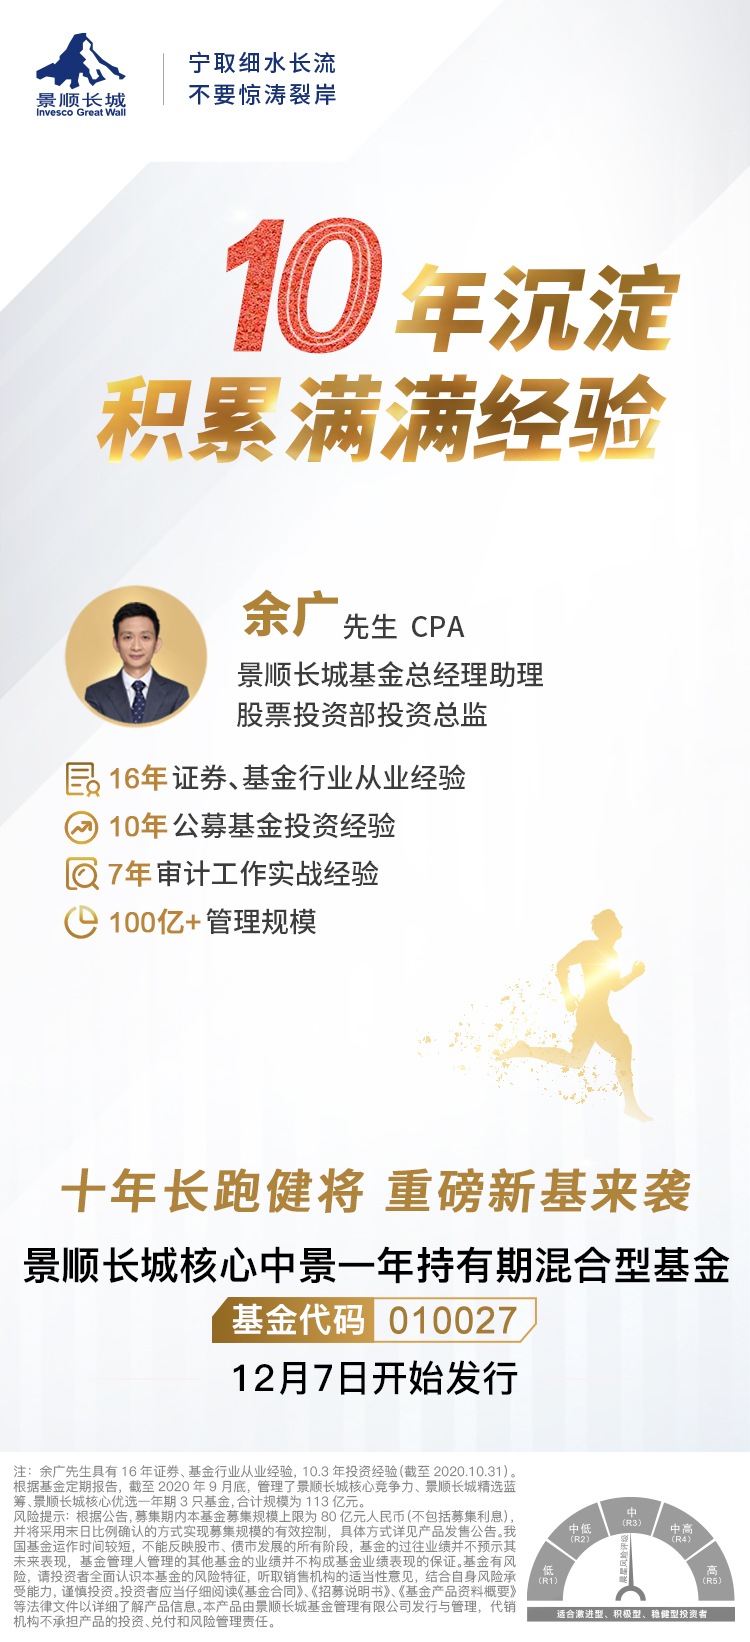 景顺长城
Invesco Great Wall
宁取细水长流
不要惊涛裂岸
10年沉淀
积累满满经验
余广先生 CPA
景顺长城基金总经理助理
股票投资部投资总监
16年证券、基金行业从业经验
10年公募基金投资经验
7年审计工作实战经验
100亿+管理规模
十年长跑健将 重磅新基来袭
景顺长城核心中景一年持有期混合型基金
基金代码 010027
12月7日开始发行
注：余广先生具有 16 年证券、基金行业从业经验，10.3 年投资经验（截至 2020.10.31）。
根据基金定期报告，截至 2020 年 9 月底，管理了景顺长城核心竞争力、景顺长城精选蓝
筹、景顺长城核心优选一年期 3 只基金，合计规模为 113 亿元。
风险提示：根据公告，募集期内本基金募集规模上限为 80 亿元人民币（不包括募集利息），
并将采用末日比例确认的方式实现募集规模的有效控制，具体方式详见产品发售公告。我
国基金运作时间较短，不能反映股市、债市发展的所有阶段，基金的过往业绩并不预示其
未来表现，基金管理人管理的其他基金的业绩并不构成基金业绩表现的保证。基金有风
险，请投资者全面认识本基金的风险特征，听取销售机构的适当性意见，结合自身风险承
受能力，谨慎投资。投资者应当仔细阅读《基金合同》、《招募说明书》、《基金产品资料概要》
等法律文件以详细了解产品信息。本产品由景顺长城基金管理有限公司发行与管理，代销
机构不承担产品的投资、兑付和风险管理责任。
低
（R1）
中低
（R2）
中
（R3）
中高
（R4）
高
（R5）
晨星风险评级
适合激进型、积极型、稳健型投资者